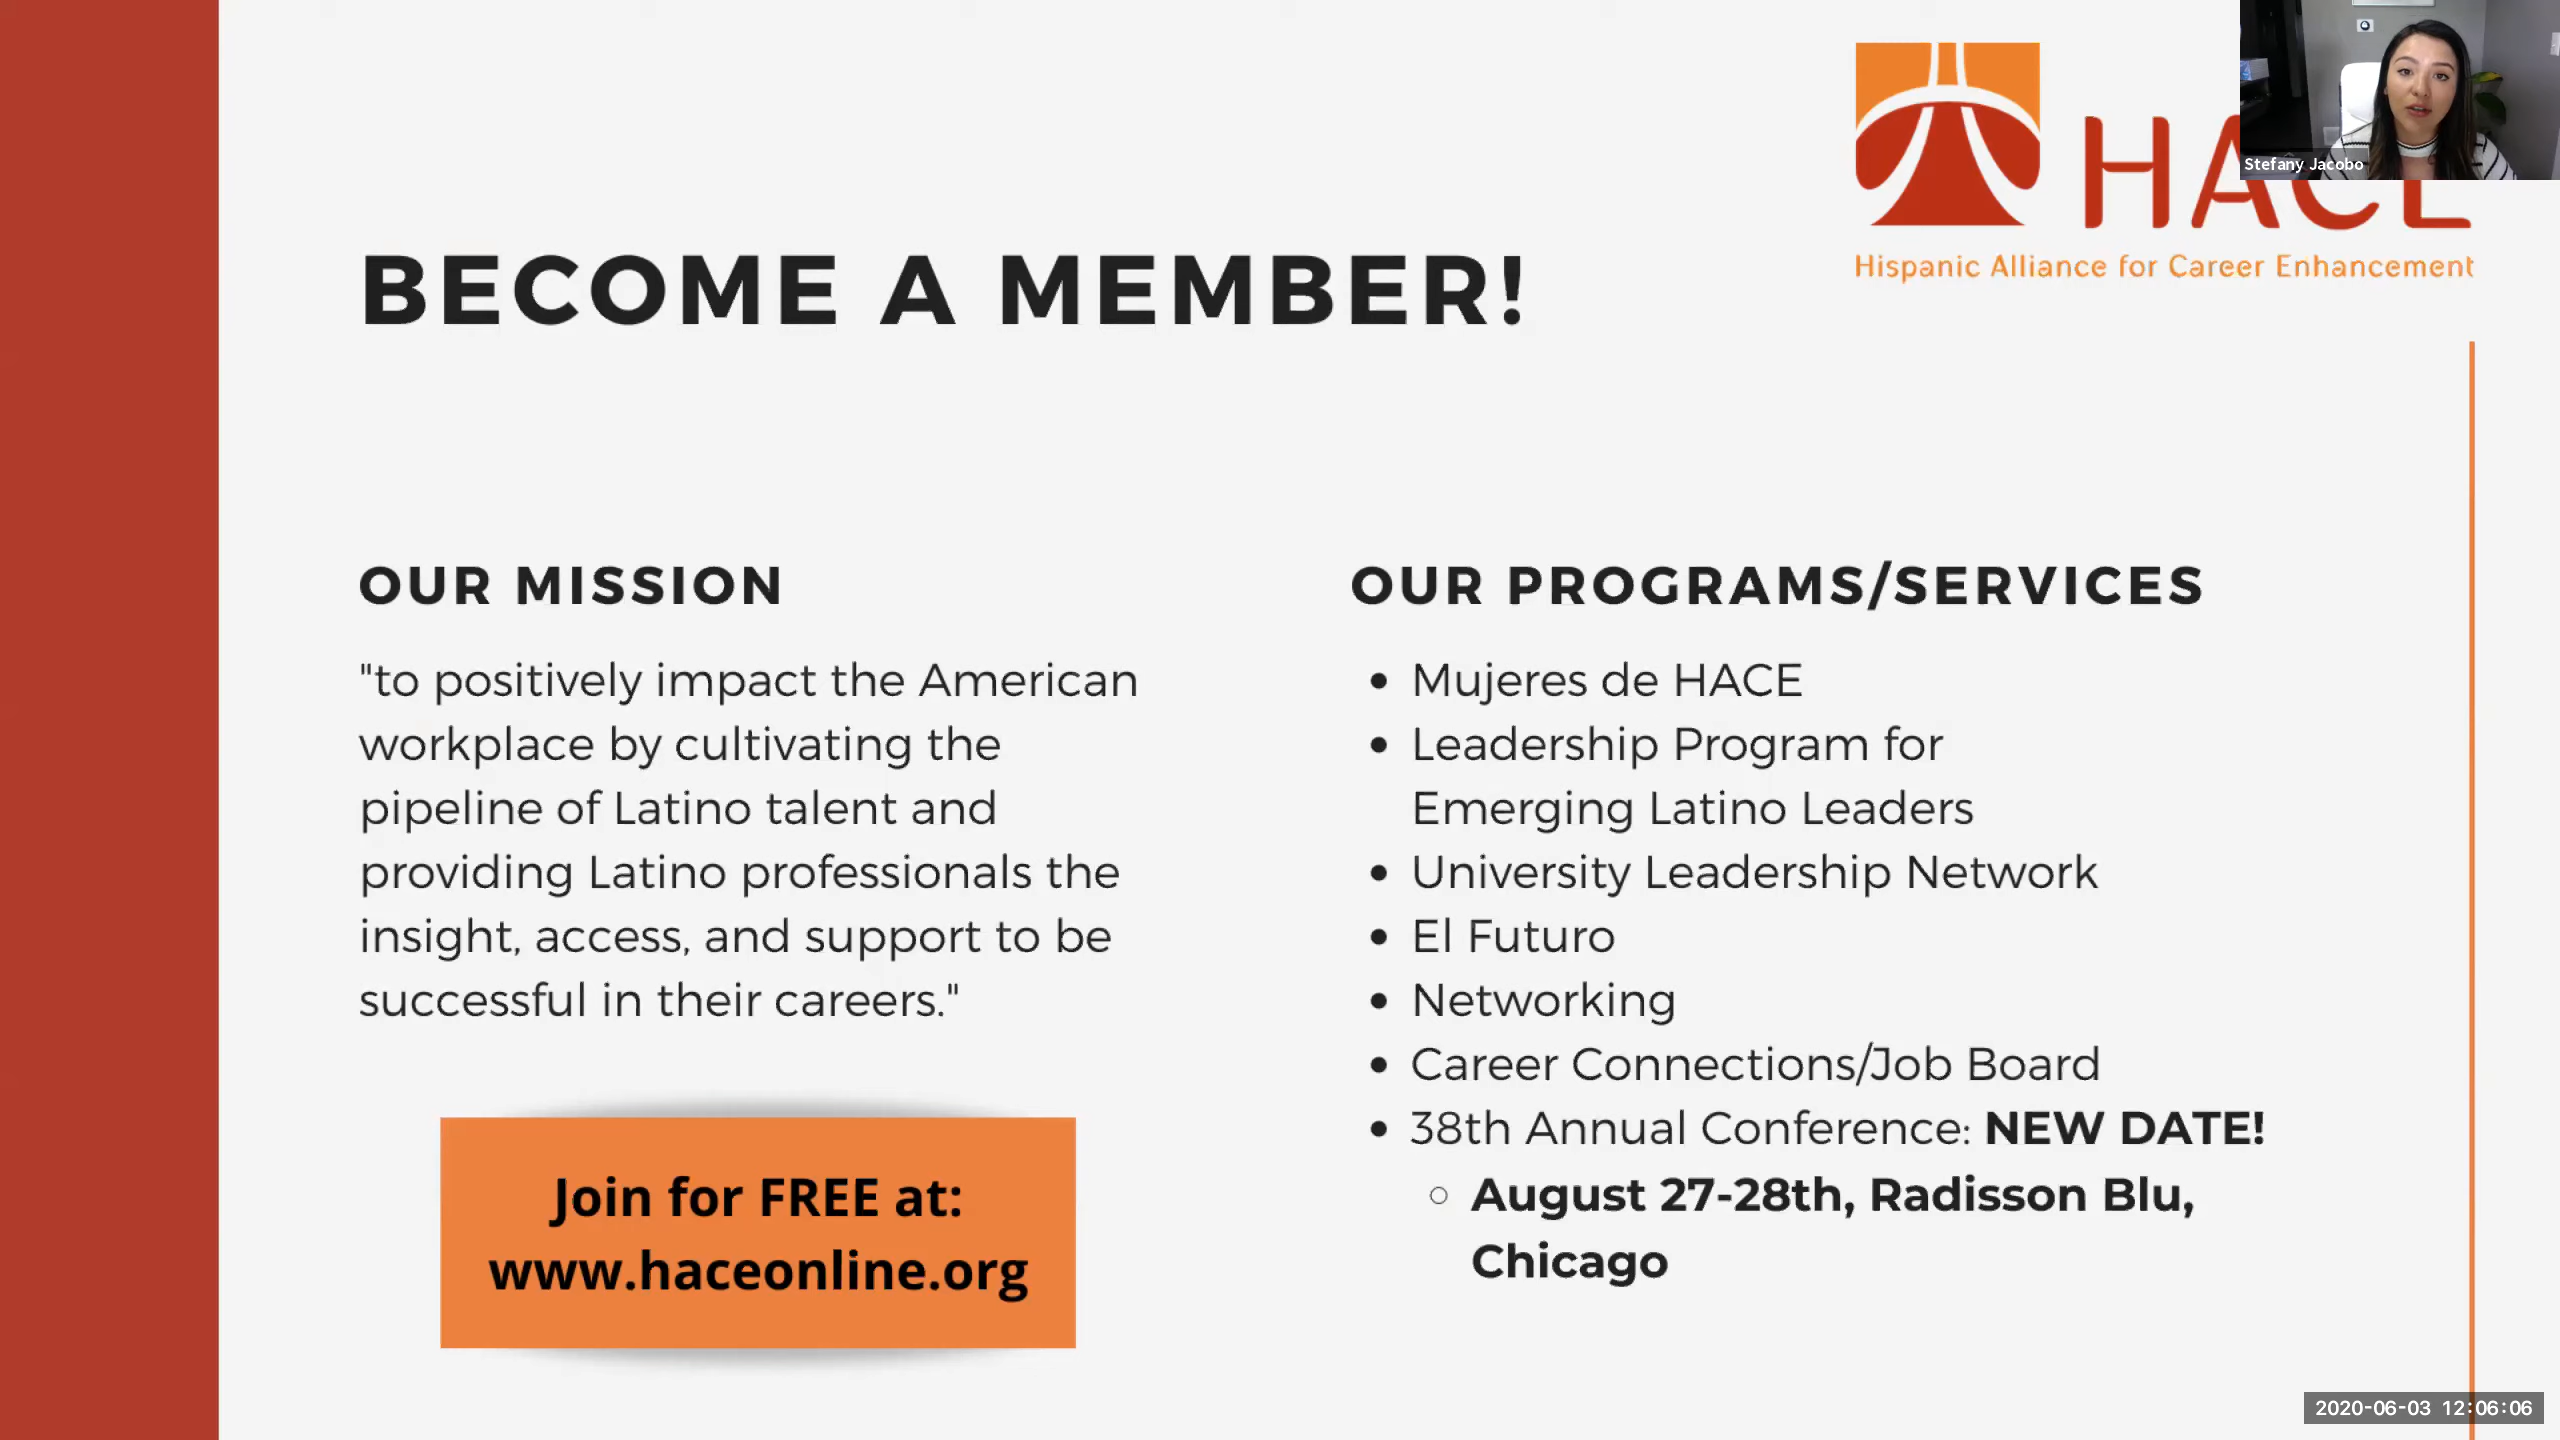 Stefany Jacobo
HACE
Hispanic Alliance for Career Enhancement
BECOME A MEMBER!
OUR MISSION
"to positively impact the American
workplace by cultivating the
pipeline of Latino talent and
providing Latino professionals the
insight, access, and support to be
successful in their careers."
Join for FREE at:
www.haceonline.org
OUR PROGRAMS/SERVICES
• Mujeres de HACE
• Leadership Program for
Emerging Latino Leaders
• University Leadership Network
• El Futuro
• Networking
• Career Connections/Job Board
• 38th Annual Conference: NEW DATE!
○ August 27-28th, Radisson Blu,
Chicago
2020-06-03 12:06:06